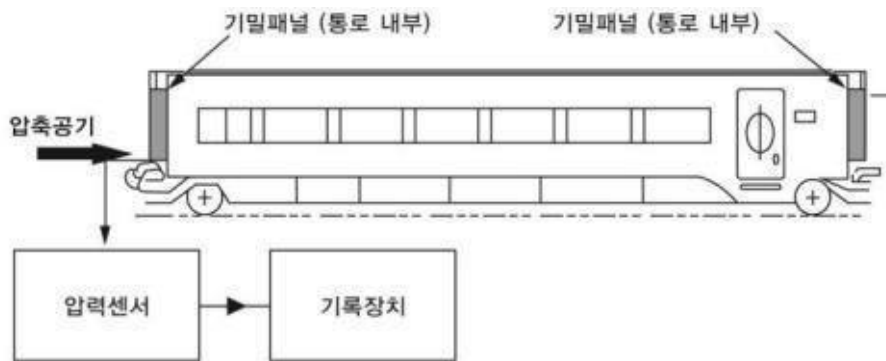 기밀패널 (통로 내부)
기밀패널 (통로 내부)
압축공기
압력센서
기록장치